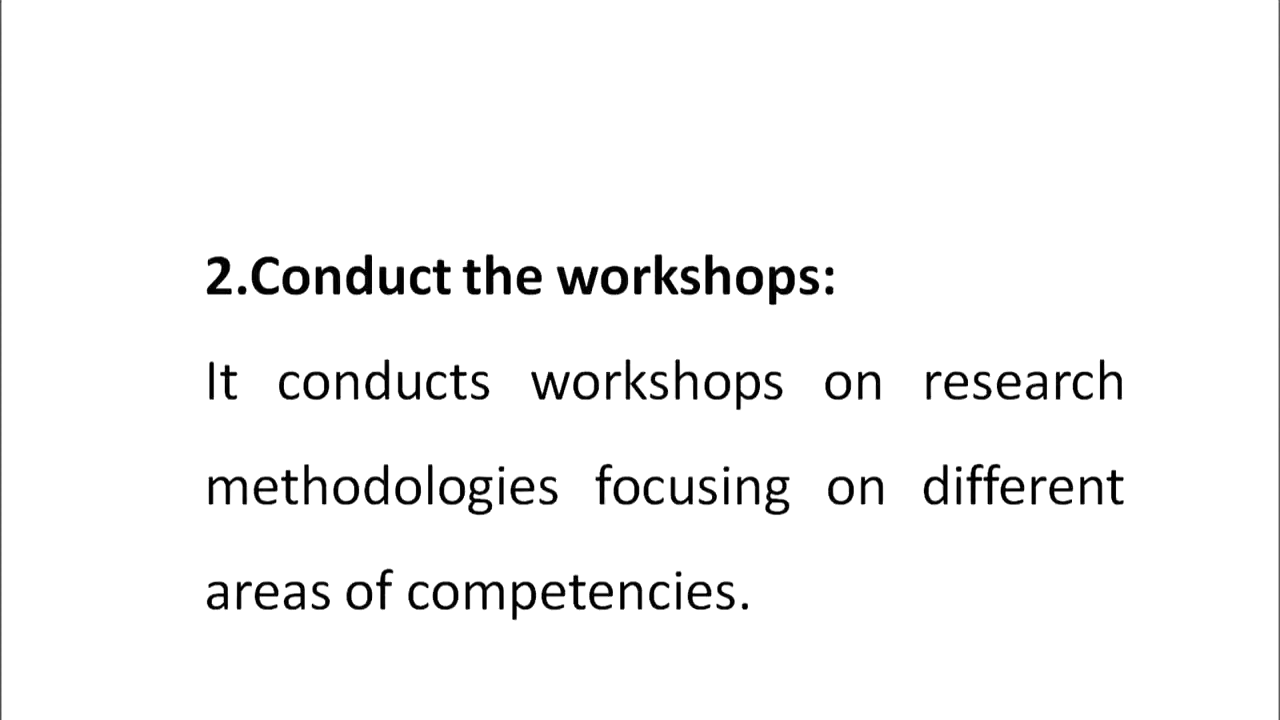 2.Conduct the workshops:
It conducts workshops on research
methodologies focusing on different
areas of competencies.